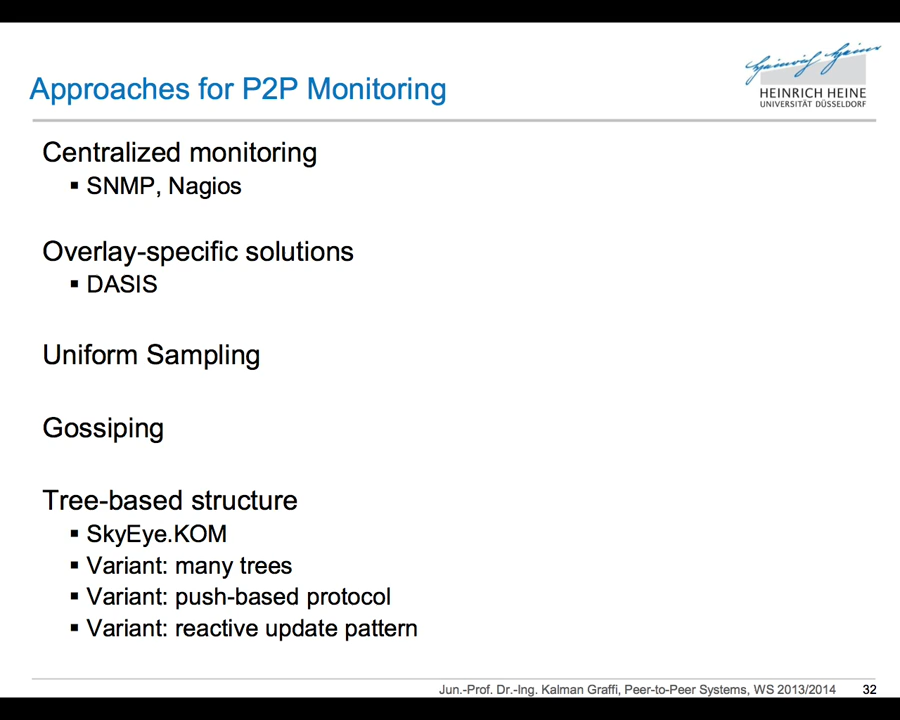 Approaches for P2P Monitoring
Heinrich Heine
HEINRICH HEINE
UNIVERSITÄT DÜSSELDORF
Centralized monitoring
▪ SNMP, Nagios
Overlay-specific solutions
▪ DASIS
Uniform Sampling
Gossiping
Tree-based structure
▪ SkyEye.KOM
▪ Variant: many trees
▪ Variant: push-based protocol
▪ Variant: reactive update pattern
Jun.-Prof. Dr.-Ing. Kalman Graffi, Peer-to-Peer Systems, WS 2013/2014 32